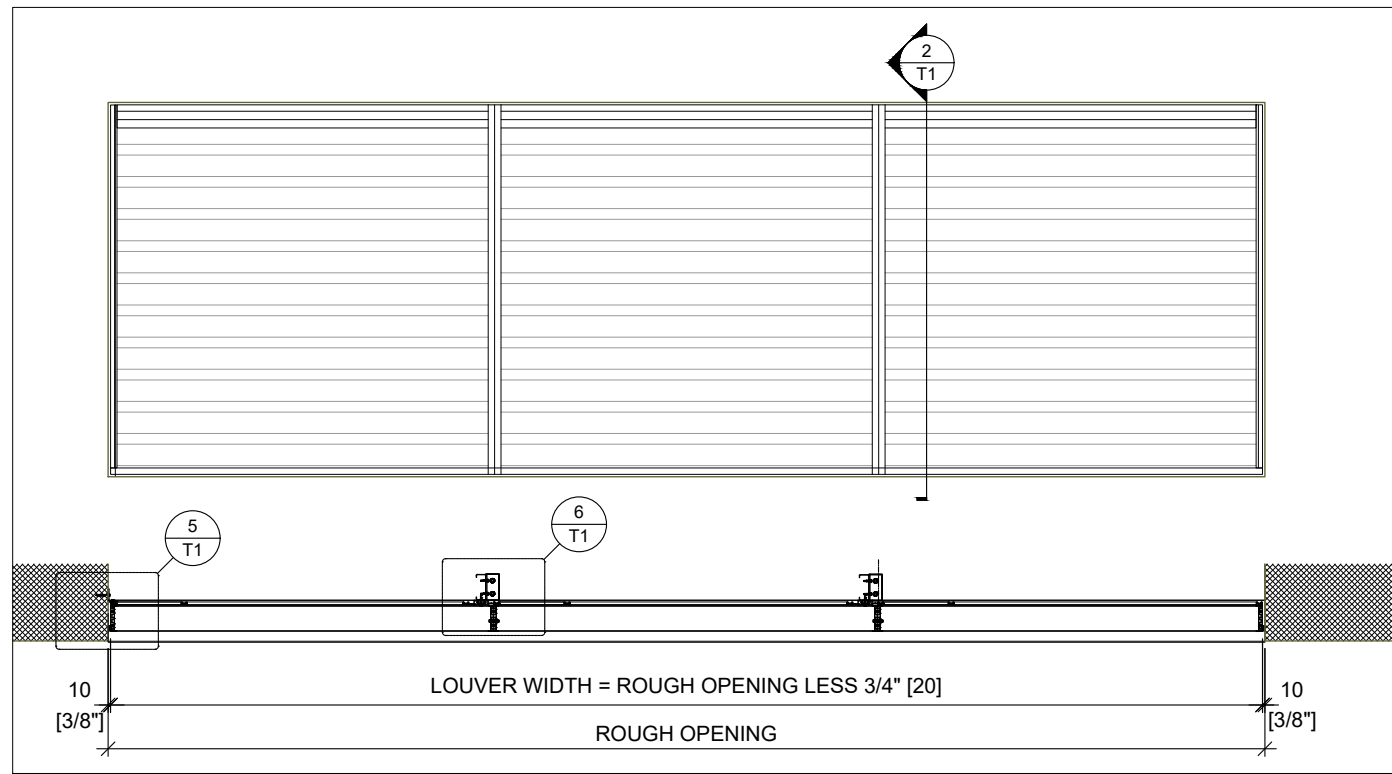 2
T1
5
T1
6
T1
LOUVER WIDTH = ROUGH OPENING LESS 3/4" [20]
10
[3/8"]
10
[3/8"]
ROUGH OPENING